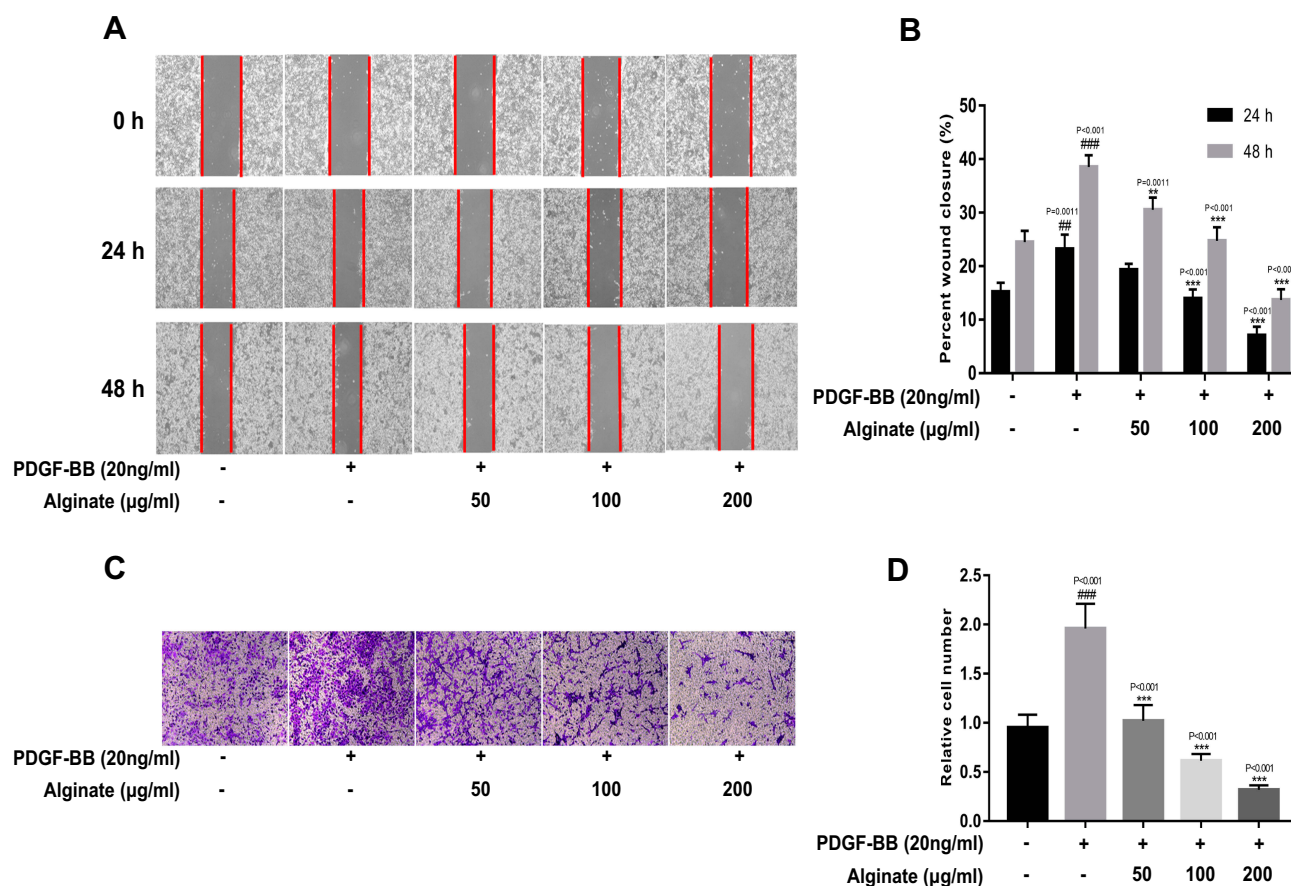 A
0 h
24 h
48 h
PDGF-BB (20ng/ml) - + + + +
Alginate (µg/ml) - - 50 100 200
B
Percent wound closure (%)
50
40
30
20
10
0
24 h
48 h
P=0.0011
##
P<0.001
###
P=0.0011
**
P<0.001
***
P<0.001
***
P<0.001
***
P<0.00
***
PDGF-BB (20ng/ml) - + + + +
Alginate (µg/ml) - - 50 100 200
C
PDGF-BB (20ng/ml) - + + + +
Alginate (µg/ml) - - 50 100 200
D
Relative cell number
2.5
2.0
1.5
1.0
0.5
0.0
P<0.001
###
P<0.001
***
P<0.001
***
P<0.001
***
PDGF-BB (20ng/ml) - + + + +
Alginate (µg/ml) - - 50 100 200